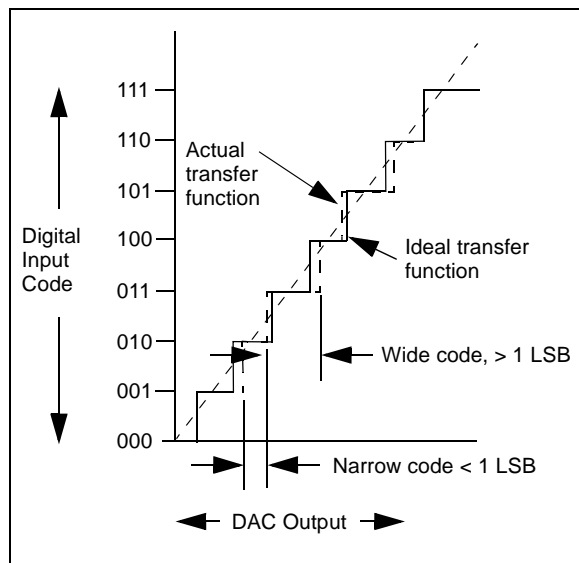 111
110
101
100
011
010
001
000
Digital
Input
Code
Actual
transfer
function
Ideal transfer
function
Wide code, > 1 LSB
Narrow code < 1 LSB
DAC Output